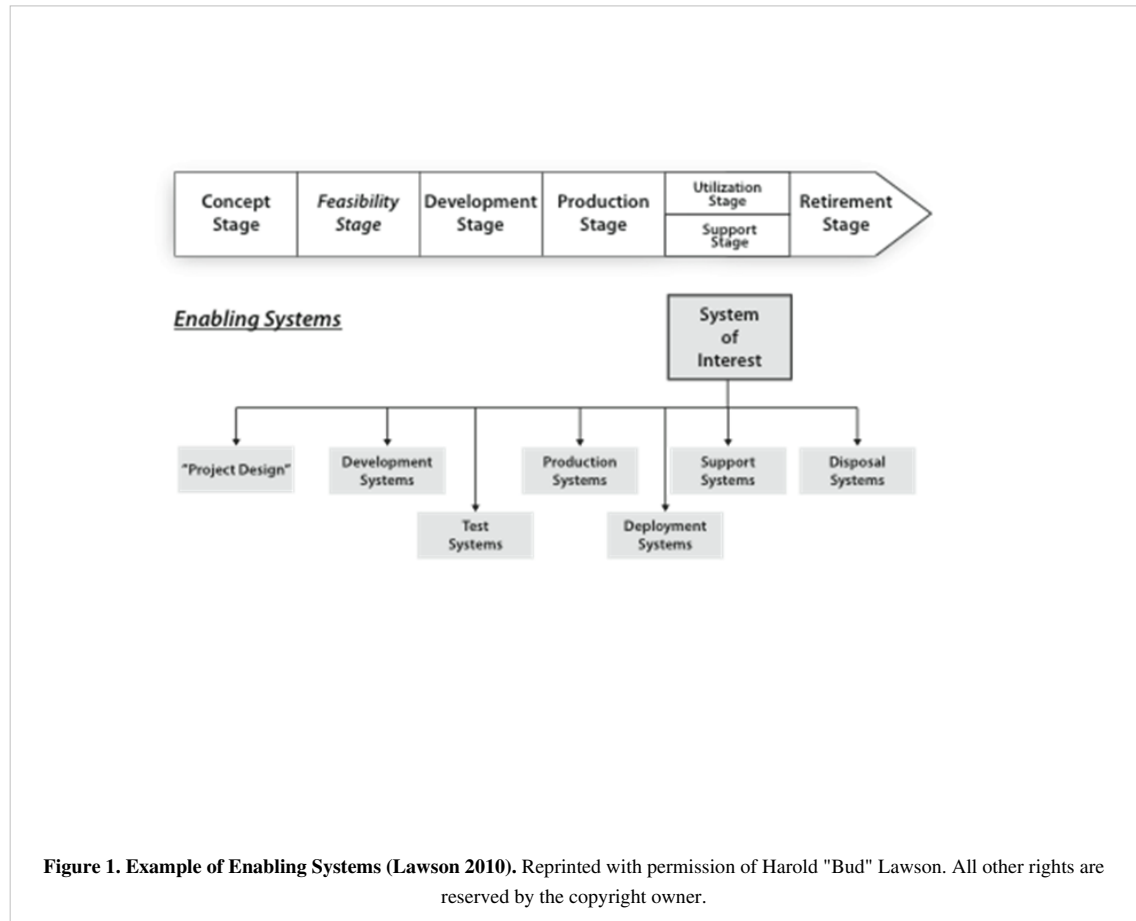 Concept
Stage
Feasibility
Stage
Development
Stage
Production
Stage
Utilization
Stage
Support
Stage
Retirement
Stage
Enabling Systems
System
of
Interest
"Project Design"
Development
Systems
Production
Systems
Support
Systems
Disposal
Systems
Test
Systems
Deployment
Systems
Figure 1. Example of Enabling Systems (Lawson 2010). Reprinted with permission of Harold "Bud" Lawson. All other rights are
reserved by the copyright owner.